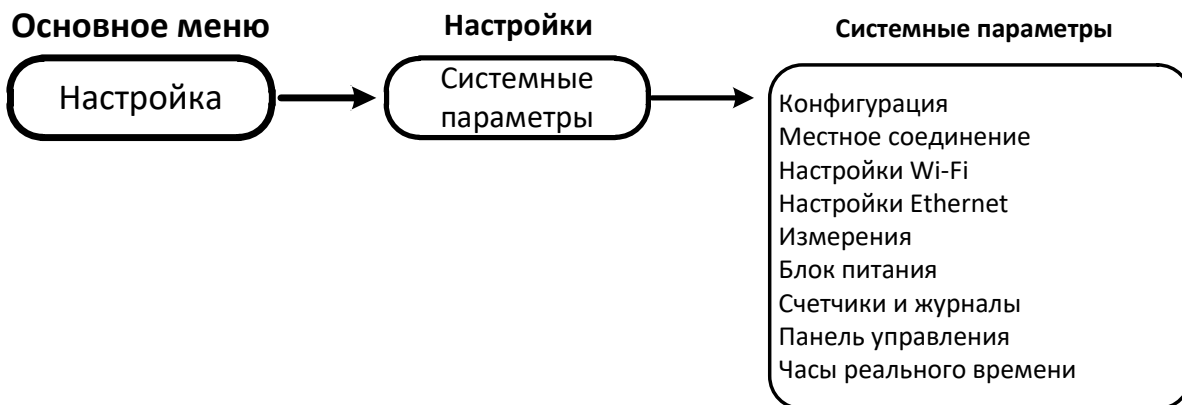 Основное меню
Настройка
Настройки
Системные
параметры
Системные параметры
Конфигурация
Местное соединение
Настройки Wi-Fi
Настройки Ethernet
Измерения
Блок питания
Счетчики и журналы
Панель управления
Часы реального времени